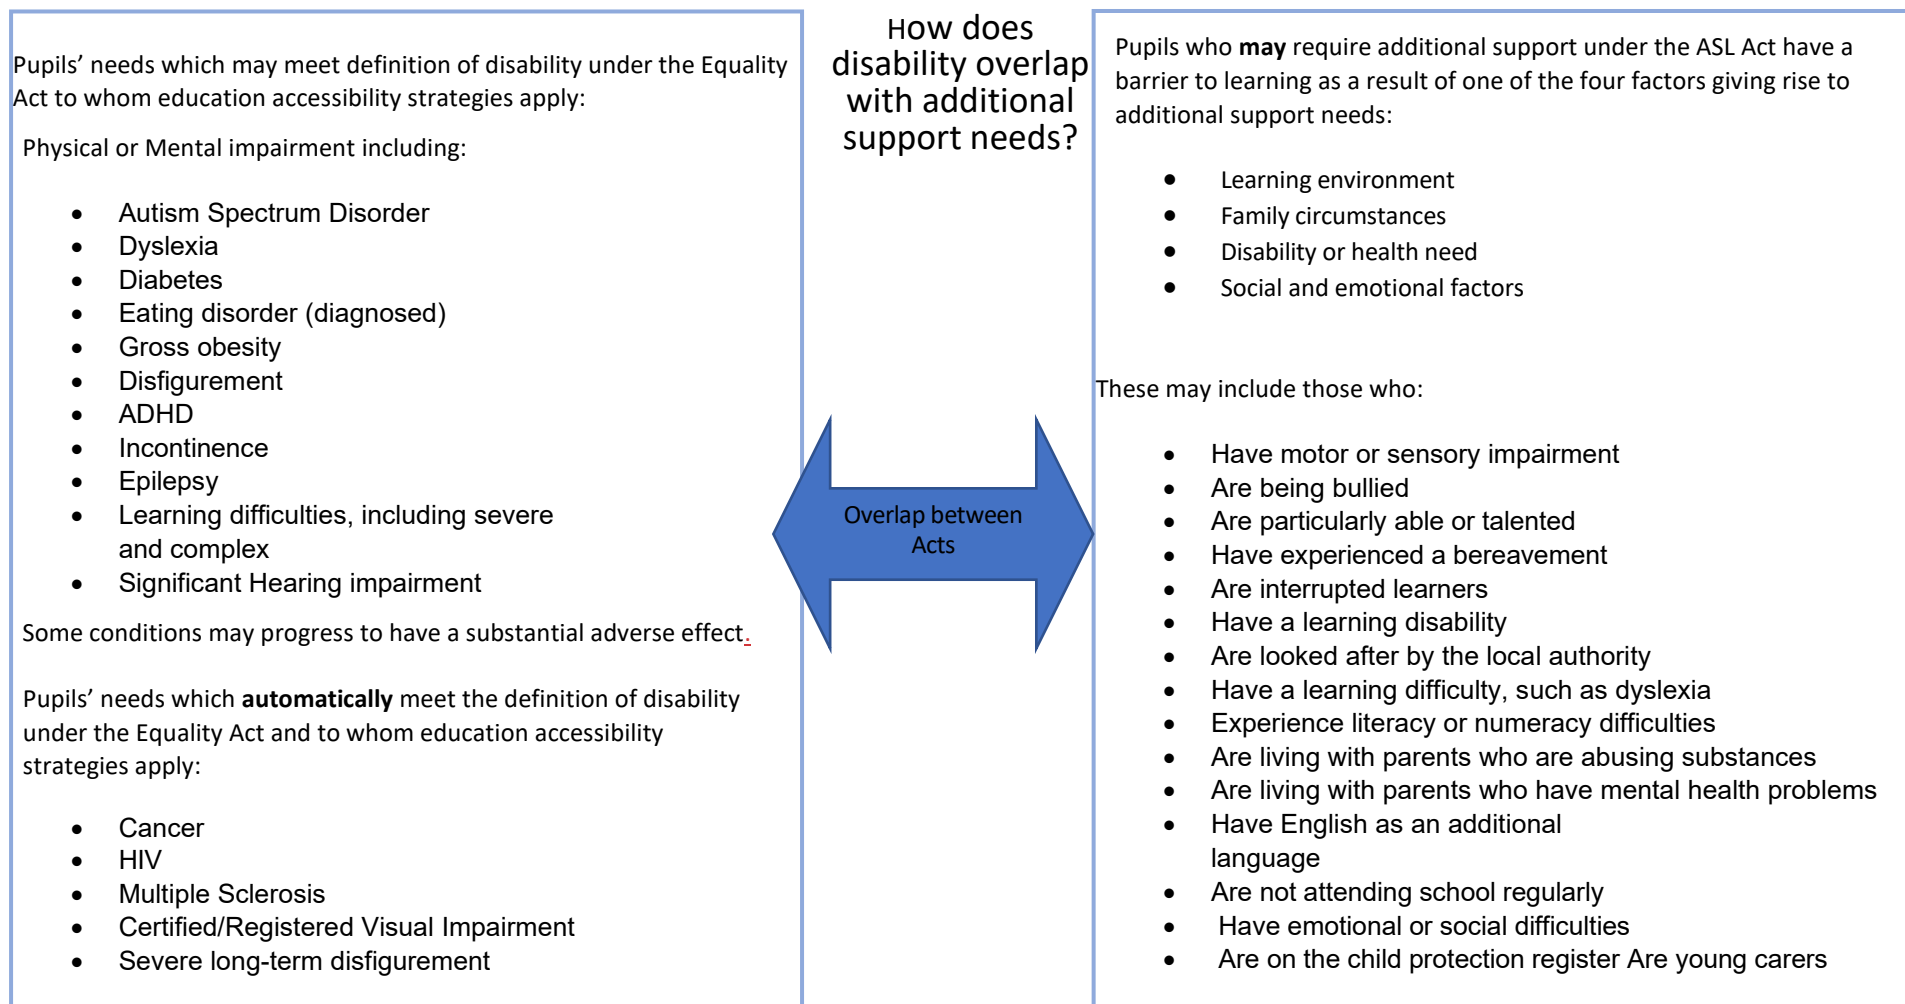 Pupils’ needs which may meet definition of disability under the Equality
Act to whom education accessibility strategies apply:
Physical or Mental impairment including:
• Autism Spectrum Disorder
• Dyslexia
• Diabetes
• Eating disorder (diagnosed)
• Gross obesity
• Disfigurement
• ADHD
• Incontinence
• Epilepsy
• Learning difficulties, including severe
and complex
• Significant Hearing impairment
Some conditions may progress to have a substantial adverse effect.
Pupils’ needs which automatically meet the definition of disability
under the Equality Act and to whom education accessibility
strategies apply:
• Cancer
• HIV
• Multiple Sclerosis
• Certified/Registered Visual Impairment
• Severe long-term disfigurement
How does
disability overlap
with additional
support needs?
Overlap between
Acts
Pupils who may require additional support under the ASL Act have a
barrier to learning as a result of one of the four factors giving rise to
additional support needs:
• Learning environment
• Family circumstances
• Disability or health need
• Social and emotional factors
These may include those who:
• Have motor or sensory impairment
• Are being bullied
• Are particularly able or talented
• Have experienced a bereavement
• Are interrupted learners
• Have a learning disability
• Are looked after by the local authority
• Have a learning difficulty, such as dyslexia
• Experience literacy or numeracy difficulties
• Are living with parents who are abusing substances
• Are living with parents who have mental health problems
• Have English as an additional
language
• Are not attending school regularly
• Have emotional or social difficulties
• Are on the child protection register Are young carers